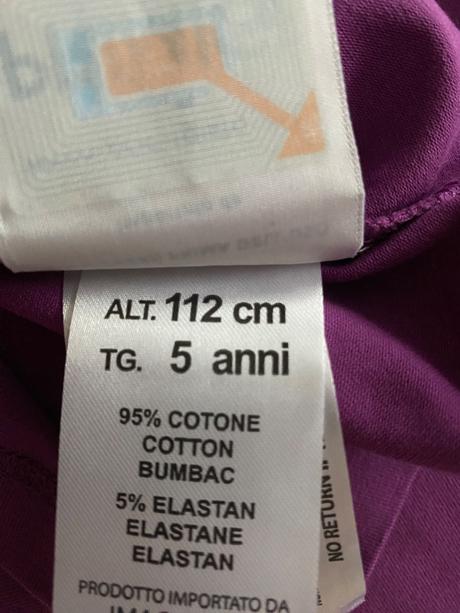 ALT. 112 cm
TG. 5 anni
95% COTONE
COTTON
BUMBAC
5% ELASTAN
ELASTANE
ELASTAN
PRODOTTO IMPORTATO DA
NO RETURN